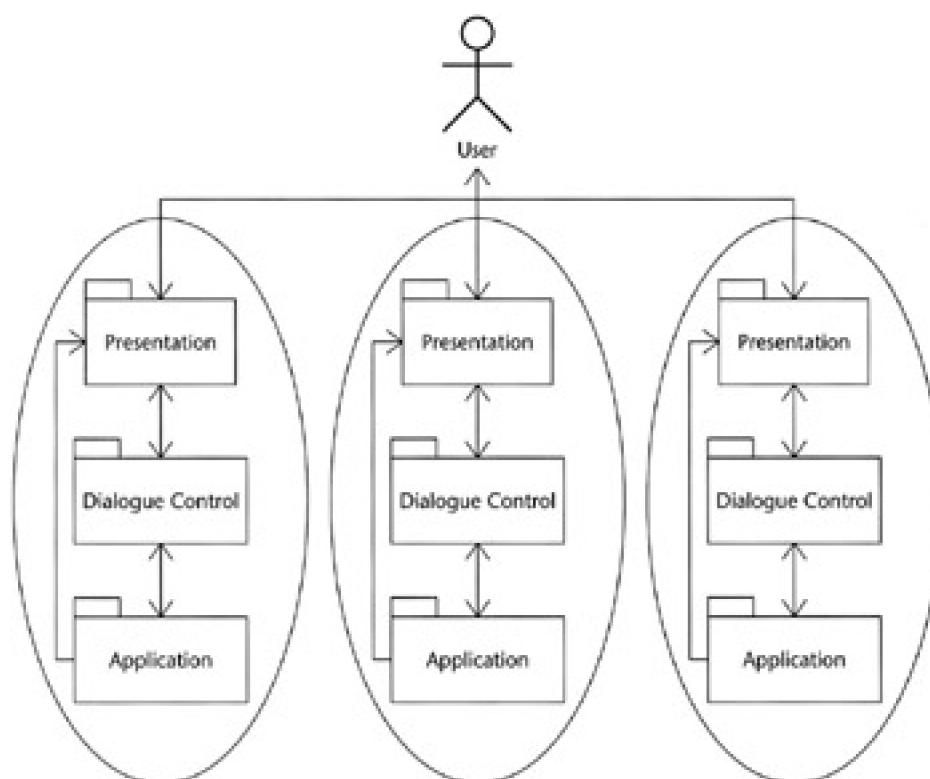 User
Presentation
Presentation
Presentation
Dialogue Control
Dialogue Control
Dialogue Control
Application
Application
Application